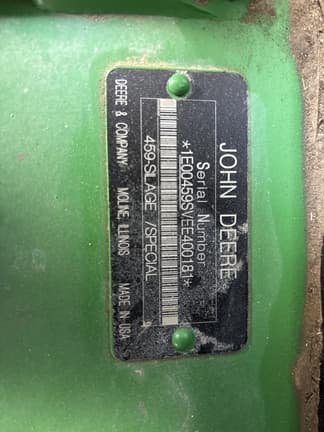 JOHN DEERE
Serial Number
*1E00459SVEE400181*
459-SILAGE /SPECIAL
DEERE & COMPANY MOLINE, ILLINOIS MADE IN USA